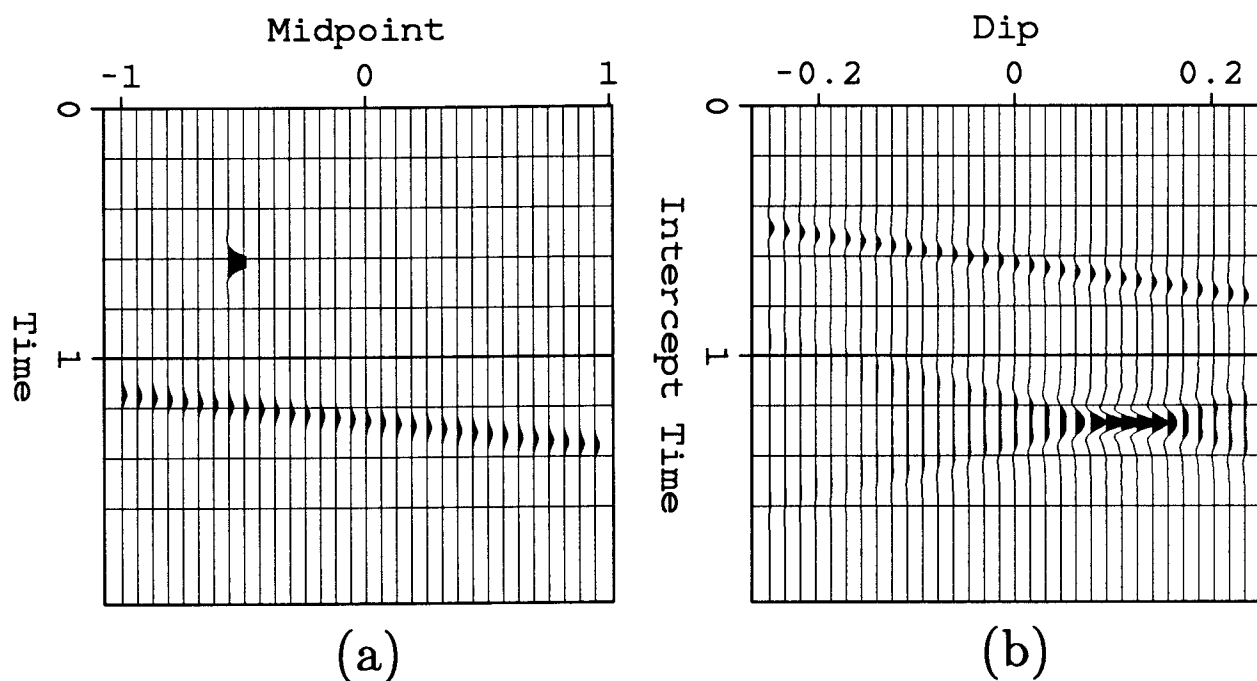 Midpoint
-1 0 1
0
1
Time
(a)
Dip
-0.2 0 0.2
0
1
Intercept Time
(b)